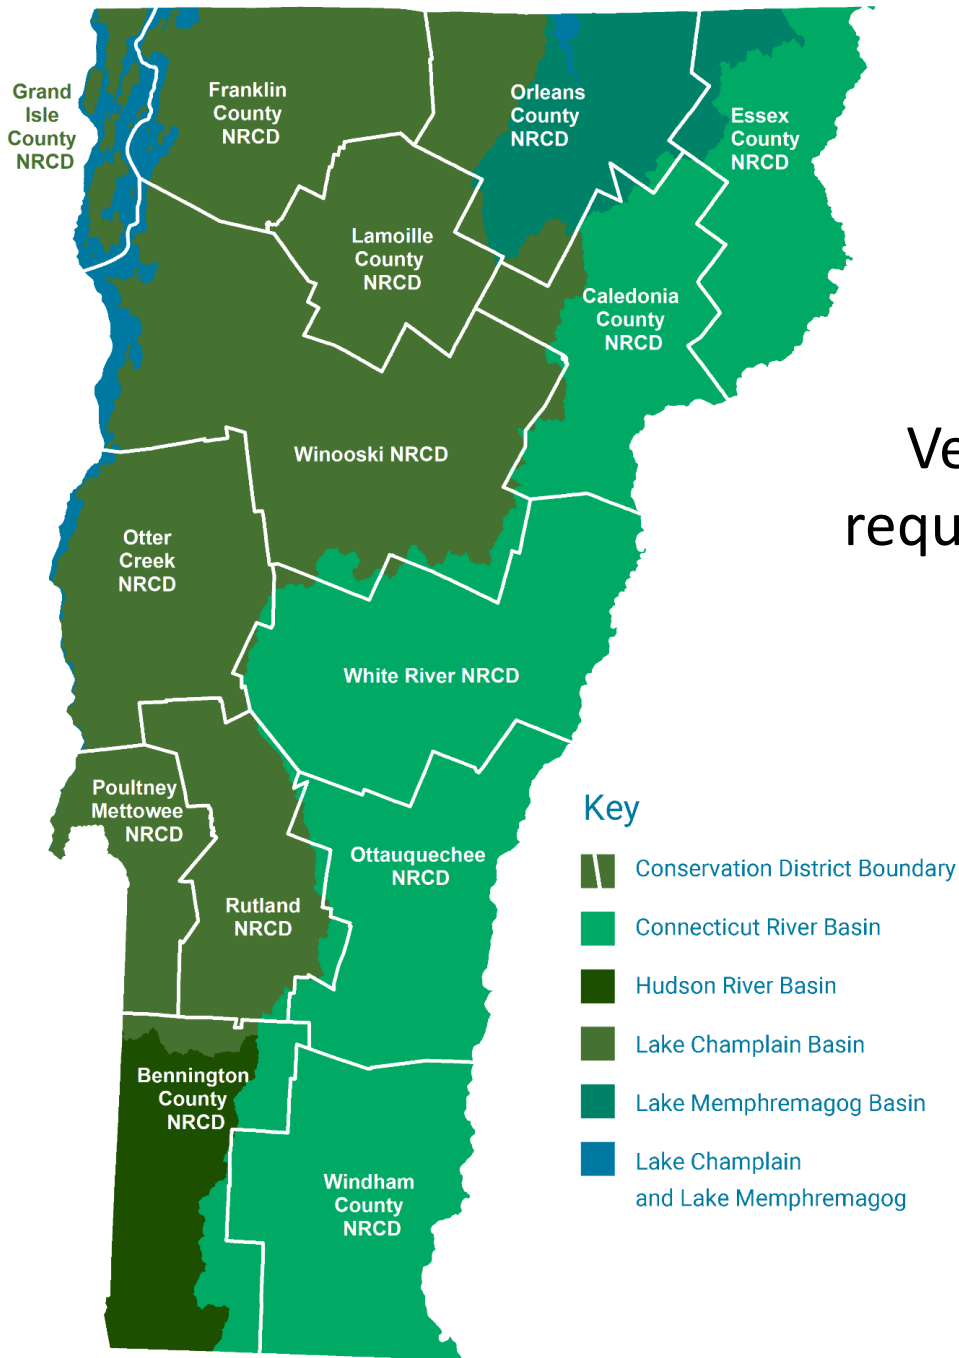 Grand
Isle
County
NRCD
Franklin
County
NRCD
Orleans
County
NRCD
Essex
County
NRCD
Lamoille
County
NRCD
Caledonia
County
NRCD
Winooski NRCD
Otter
Creek
NRCD
White River NRCD
Poultney
Mettowee
NRCD
Ottauquechee
NRCD
Rutland
NRCD
Bennington
County
NRCD
Windham
County
NRCD
Ve
requ
Key
Conservation District Boundary
Connecticut River Basin
Hudson River Basin
Lake Champlain Basin
Lake Memphremagog Basin
Lake Champlain
and Lake Memphremagog